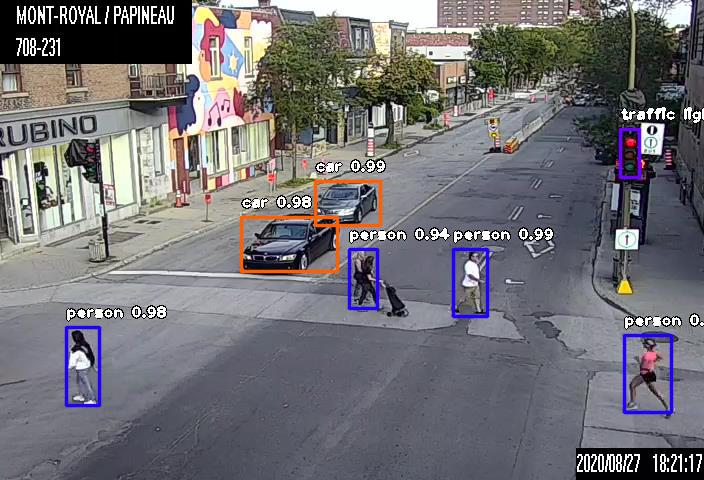 MONT-ROYAL / PAPINEAU
708-231
RUBINO
traffic lig
car 0.99
car 0.98
person 0.94
person 0.99
person 0.98
person 0.
2020/08/27 18:21:17